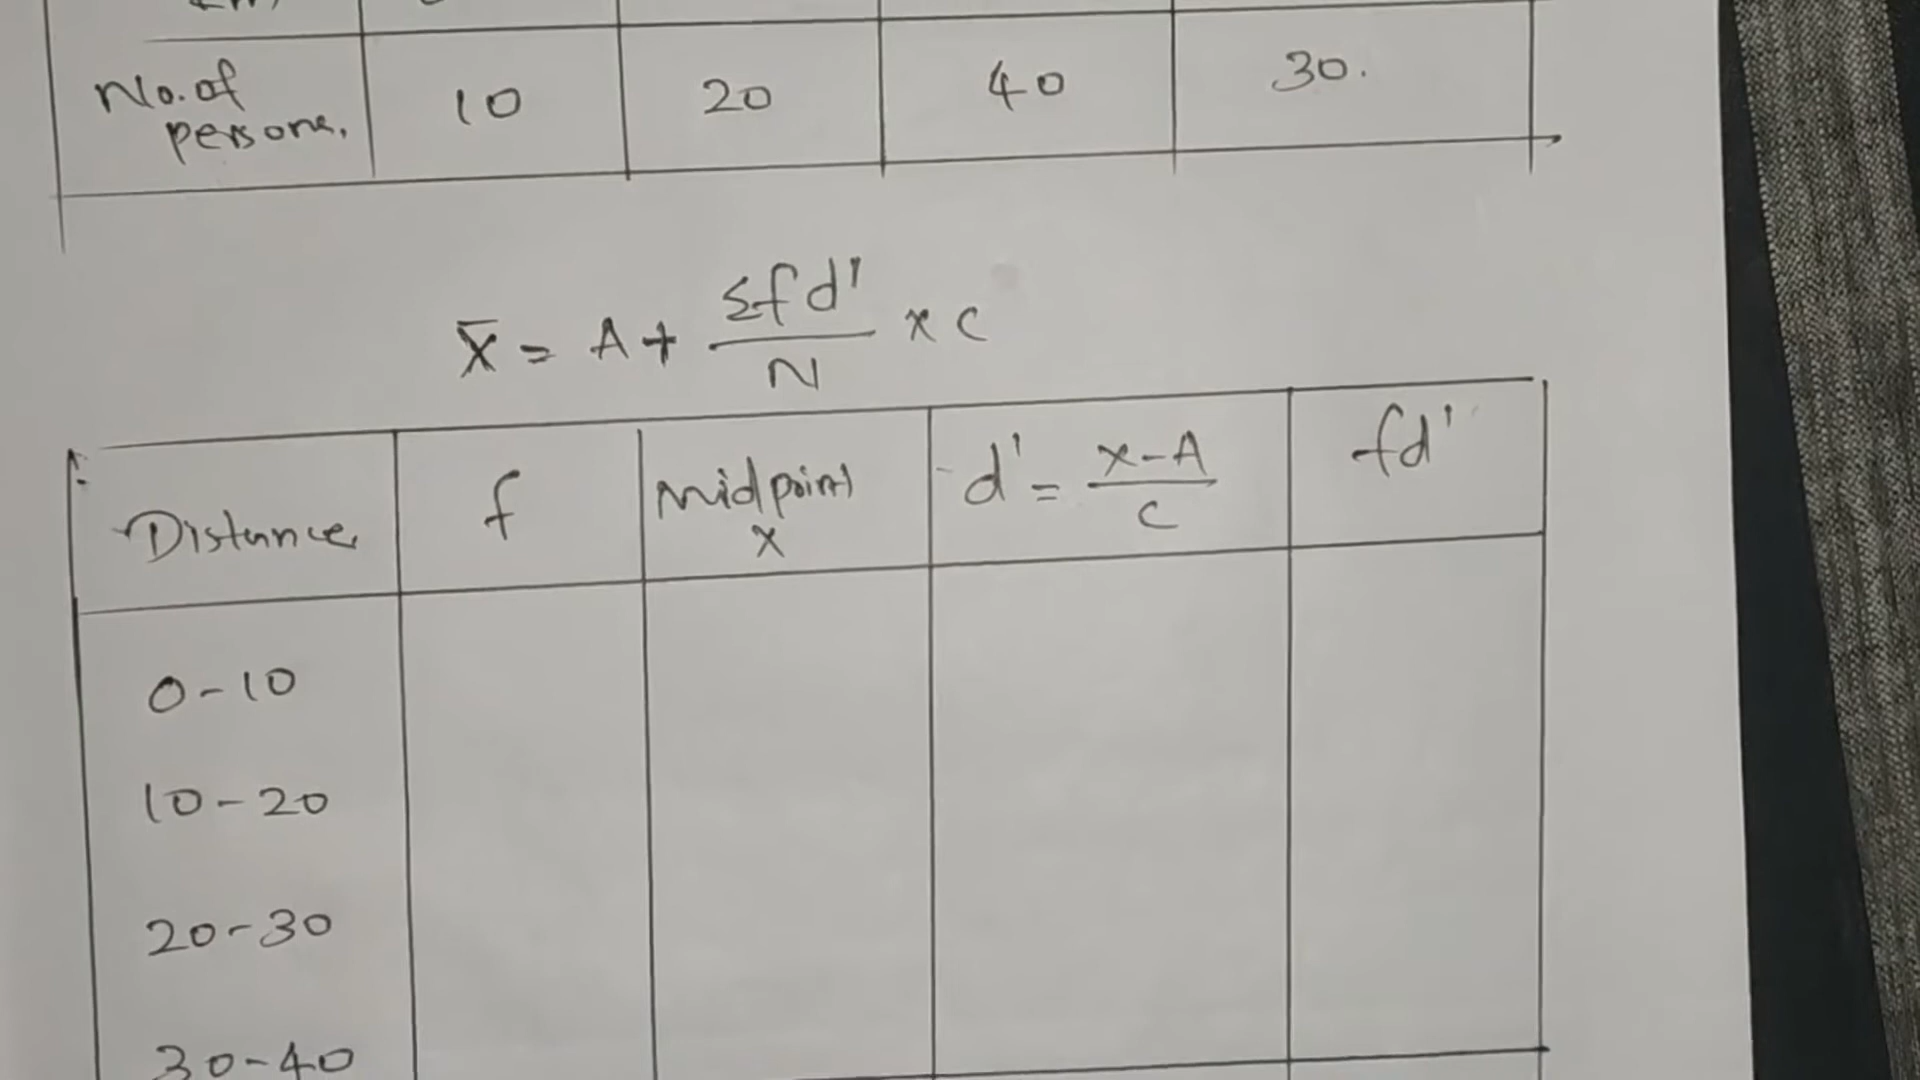 No. of persons, 10 20 40 30.
X̄ = A + Σfd' / N x C
Distance f Midpoint x d' = x-A / C fd'
0-10
10-20
20-30
30-40